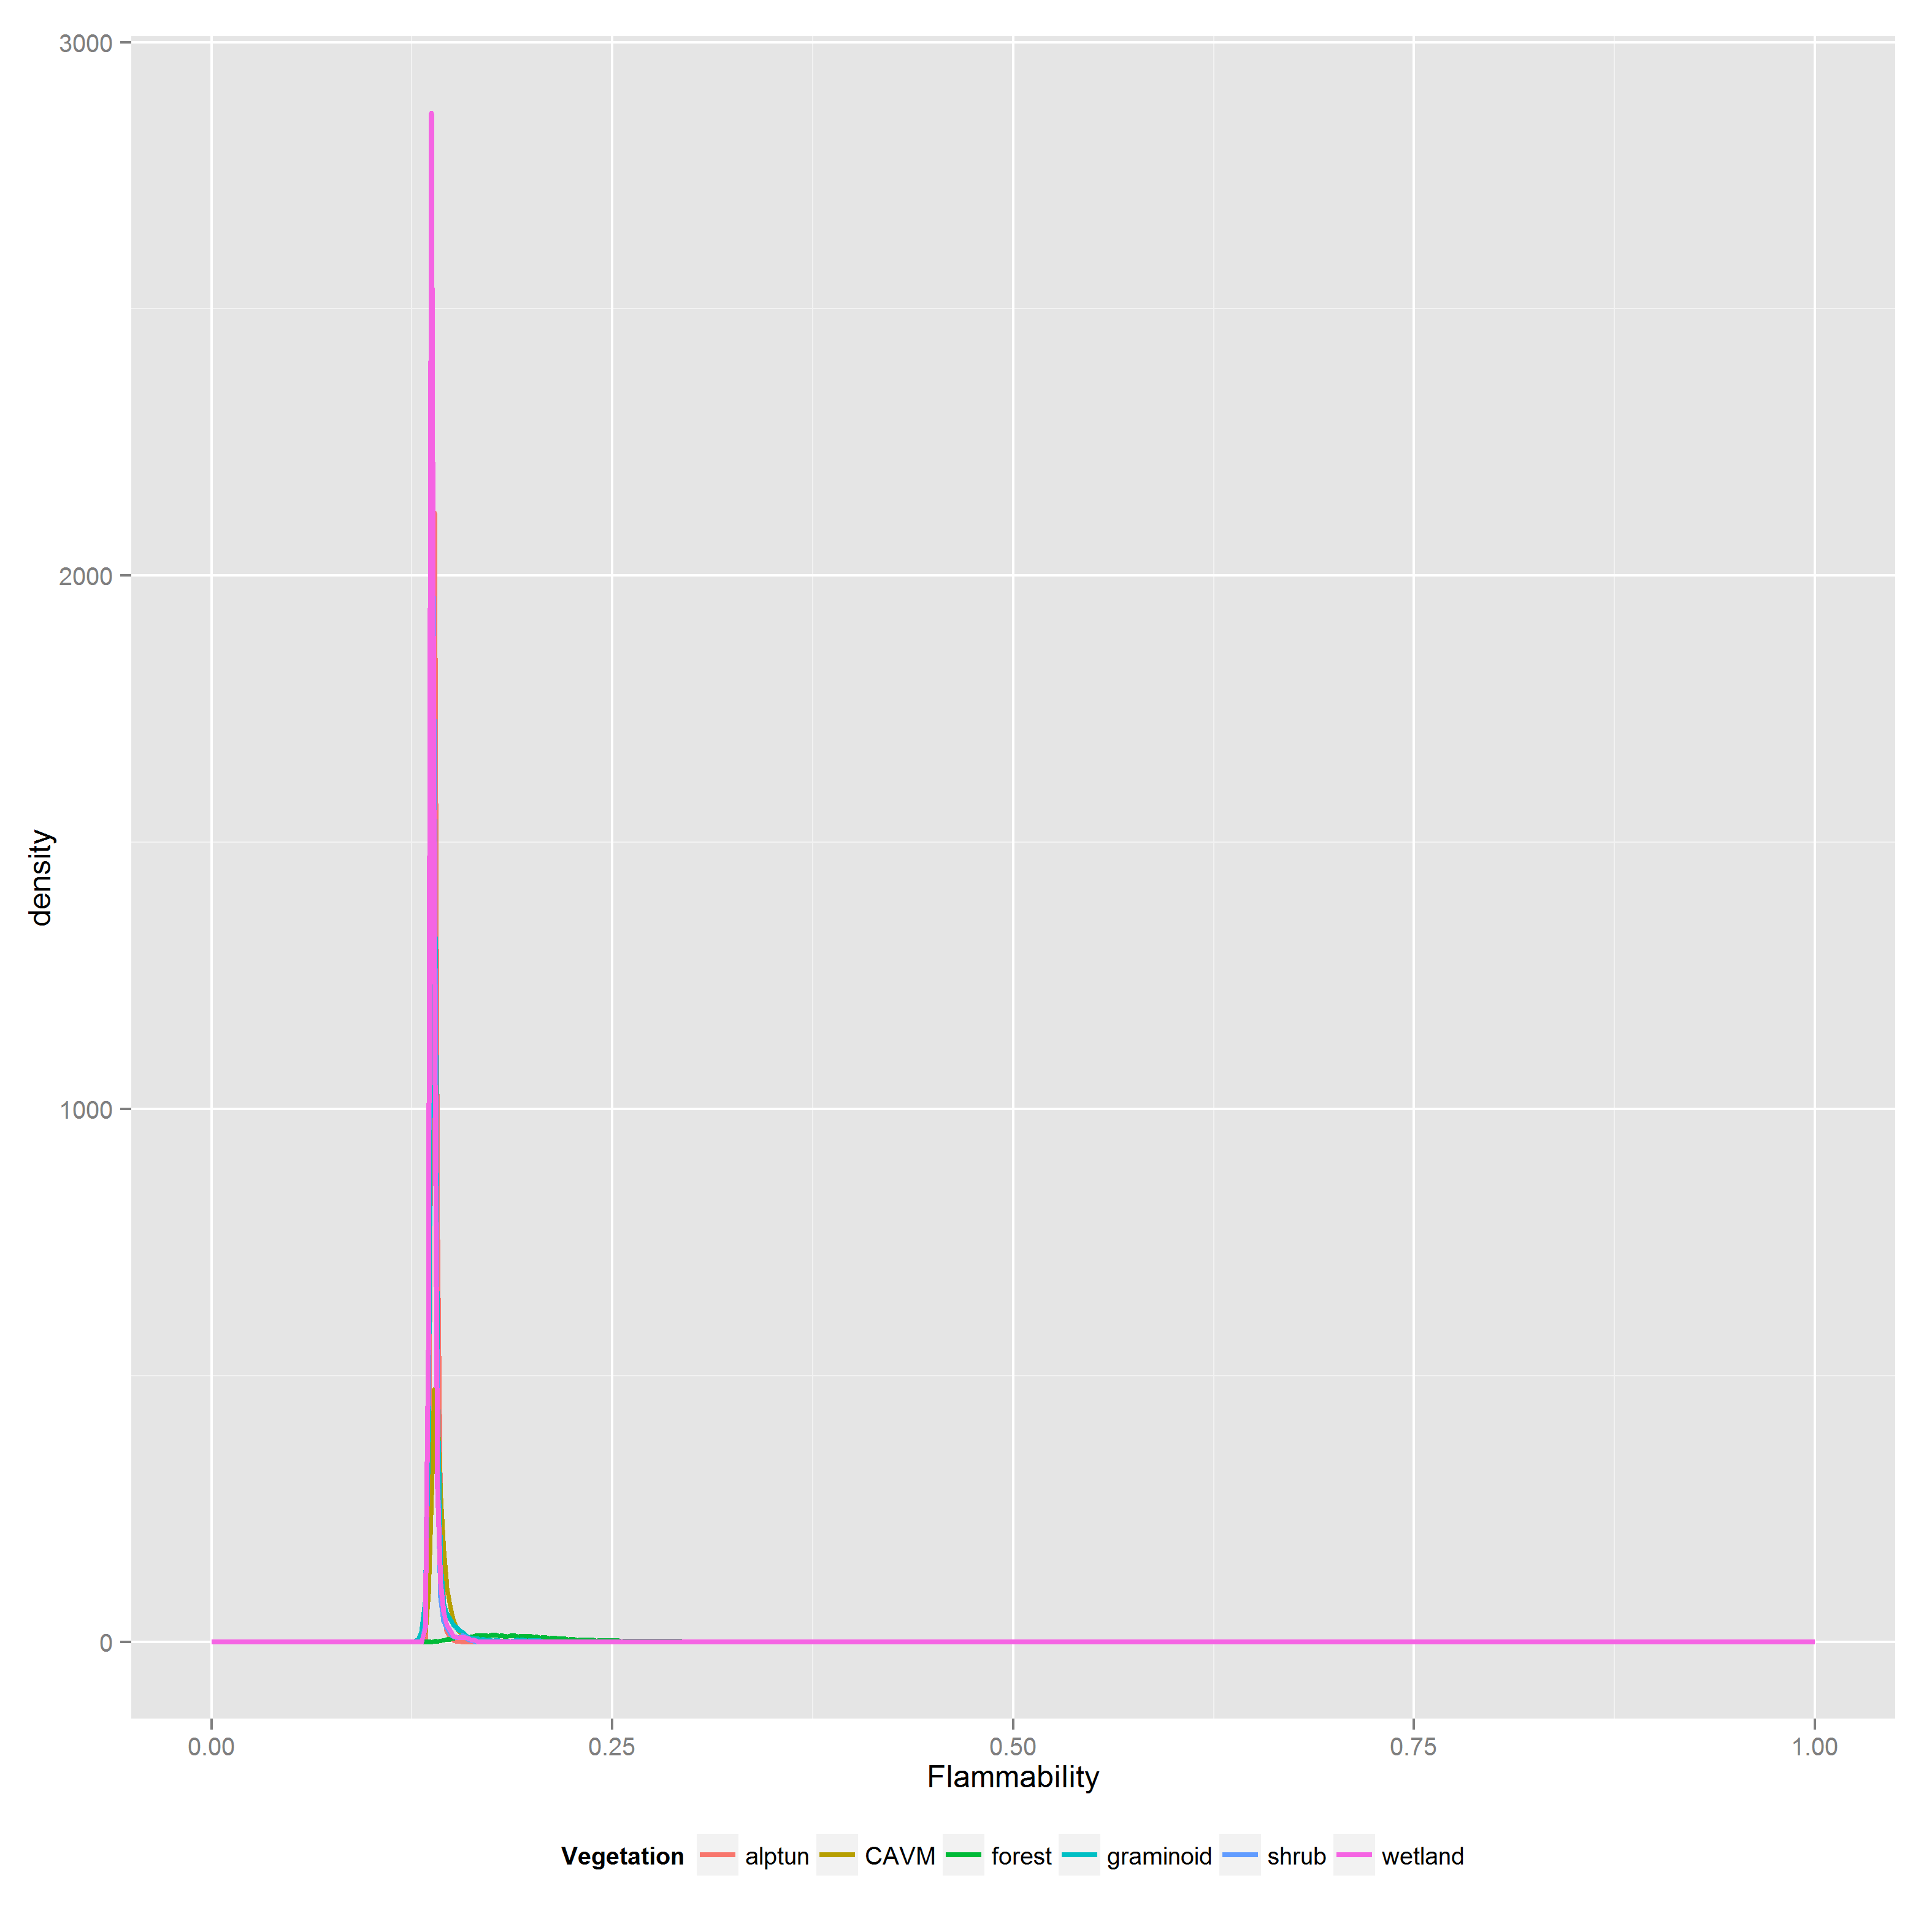 3000
2000
1000
0
density
0.00 0.25 0.50 0.75 1.00
Flammability
Vegetation alptun CAVM forest graminoid shrub wetland